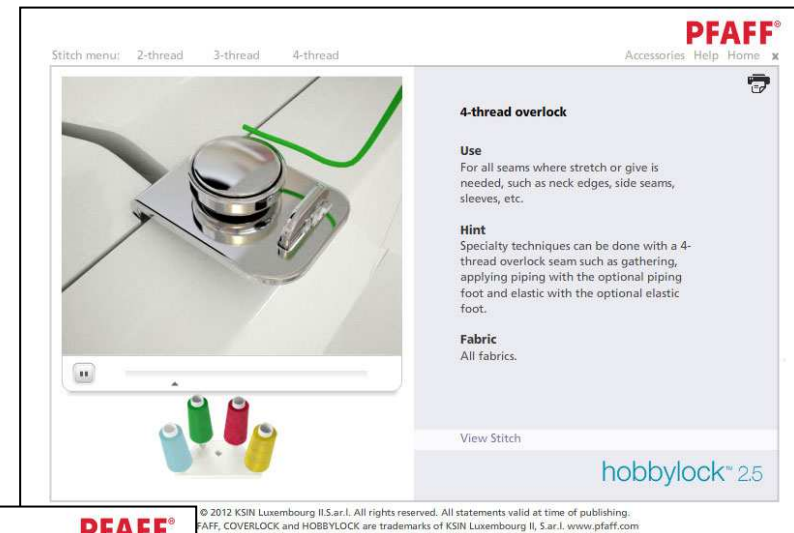 PFAFF®
Stitch menu: 2-thread 3-thread 4-thread
Accessories Help Home x
4-thread overlock
Use
For all seams where stretch or give is
needed, such as neck edges, side seams,
sleeves, etc.
Hint
Specialty techniques can be done with a 4-
thread overlock seam such as gathering,
applying piping with the optional piping
foot and elastic with the optional elastic
foot.
Fabric
All fabrics.
View Stitch
hobbylock™ 2.5
© 2012 KSIN Luxembourg II.S.ar.l. All rights reserved. All statements valid at time of publishing.
PFAFF®
FAFF, COVERLOCK and HOBBYLOCK are trademarks of KSIN Luxembourg II, S.ar.l. www.pfaff.com